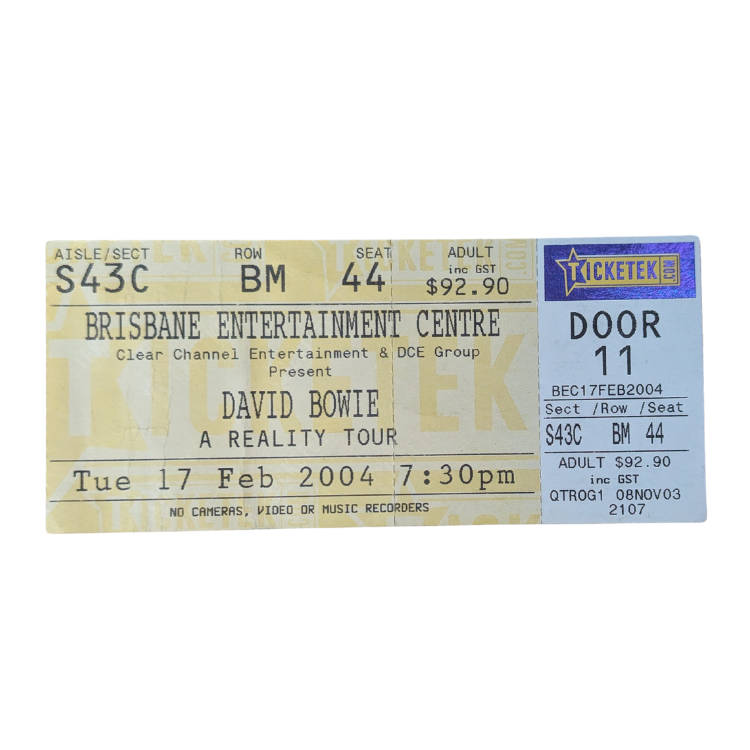 AISLE/SECT ROW SEAT ADULT
inc GST
S43C BM 44 $92.90
BRISBANE ENTERTAINMENT CENTRE
Clear Channel Entertainment & DCE Group
Present
DAVID BOWIE
A REALITY TOUR
Tue 17 Feb 2004 7:30pm
NO CAMERAS, VIDEO OR MUSIC RECORDERS
TICKETEK.COM
DOOR
11
BEC17FEB2004
Sect /Row /Seat
S43C BM 44
ADULT $92.90
inc GST
QTROG1 08NOV03
2107